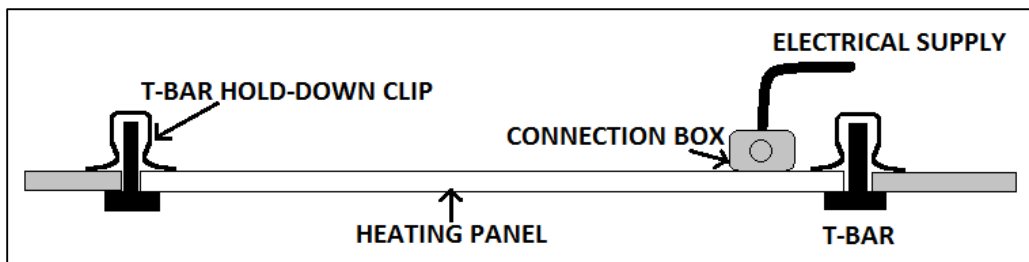 ELECTRICAL SUPPLY
T-BAR HOLD-DOWN CLIP
CONNECTION BOX
HEATING PANEL
T-BAR